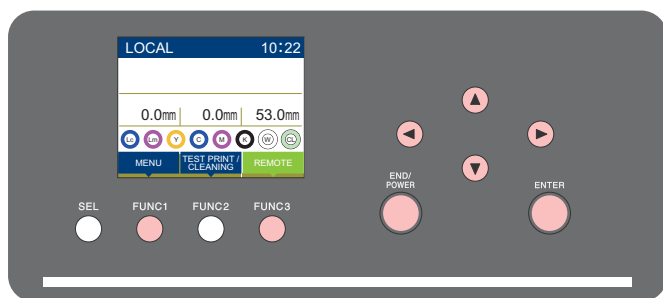 LOCAL 10:22
0.0mm 0.0mm 53.0mm
Lc Lm Y C M K W CL
MENU TEST PRINT / CLEANING REMOTE
SEL FUNC1 FUNC2 FUNC3
END/
POWER
ENTER